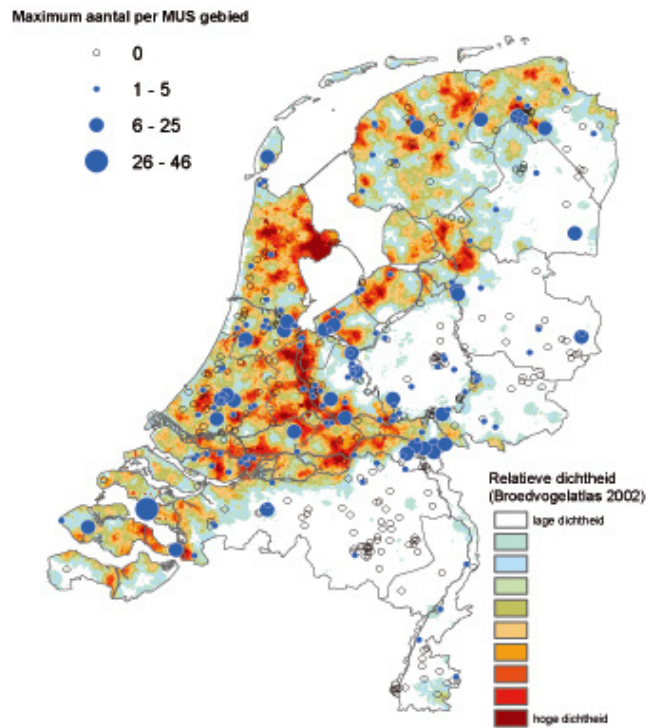 Maximum aantal per MUS gebied
0
1 - 5
6 - 25
26 - 46
Relatieve dichtheid
(Broedvogelatlas 2002)
lage dichtheid
hoge dichtheid